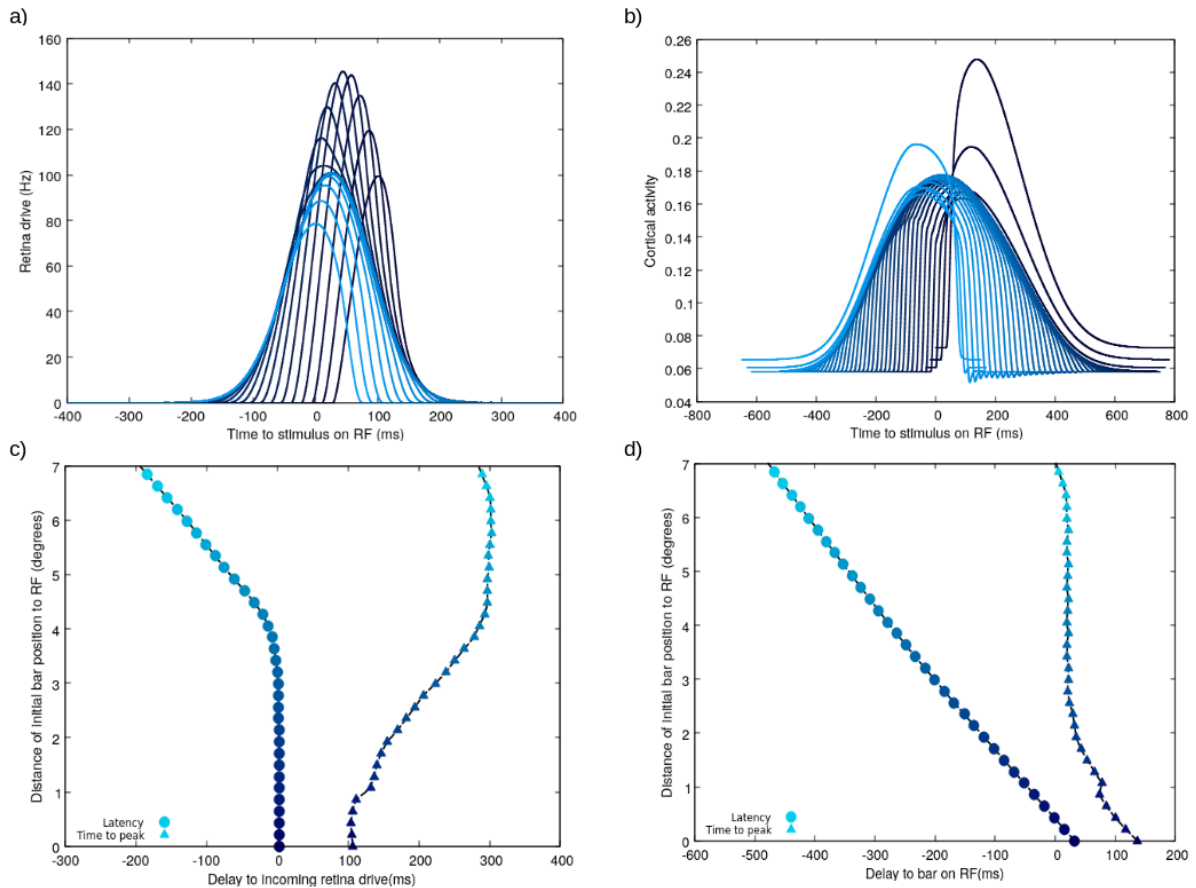 a)
160
140
120
100
80
60
40
20
0
Retina drive (Hz)
-400 -300 -200 -100 0 100 200 300 400
Time to stimulus on RF (ms)
b)
0.26
0.24
0.22
0.2
0.18
0.16
0.14
0.12
0.1
0.08
0.06
0.04
Cortical activity
-800 -600 -400 -200 0 200 400 600 800
Time to stimulus on RF (ms)
c)
7
6
5
4
3
2
1
0
Distance of initial bar position to RF (degrees)
Latency
Time to peak
-300 -200 -100 0 100 200 300 400
Delay to incoming retina drive(ms)
d)
7
6
5
4
3
2
1
0
Distance of initial bar position to RF (degrees)
Latency
Time to peak
-600 -500 -400 -300 -200 -100 0 100 200
Delay to bar on RF(ms)